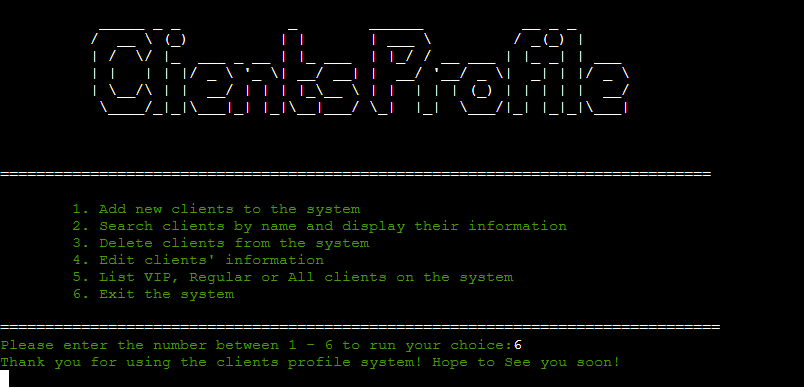 ClientsProfile
===============================================================================
1. Add new clients to the system
2. Search clients by name and display their information
3. Delete clients from the system
4. Edit clients' information
5. List VIP, Regular or All clients on the system
6. Exit the system
================================================================================
Please enter the number between 1 - 6 to run your choice:6
Thank you for using the clients profile system! Hope to See you soon!